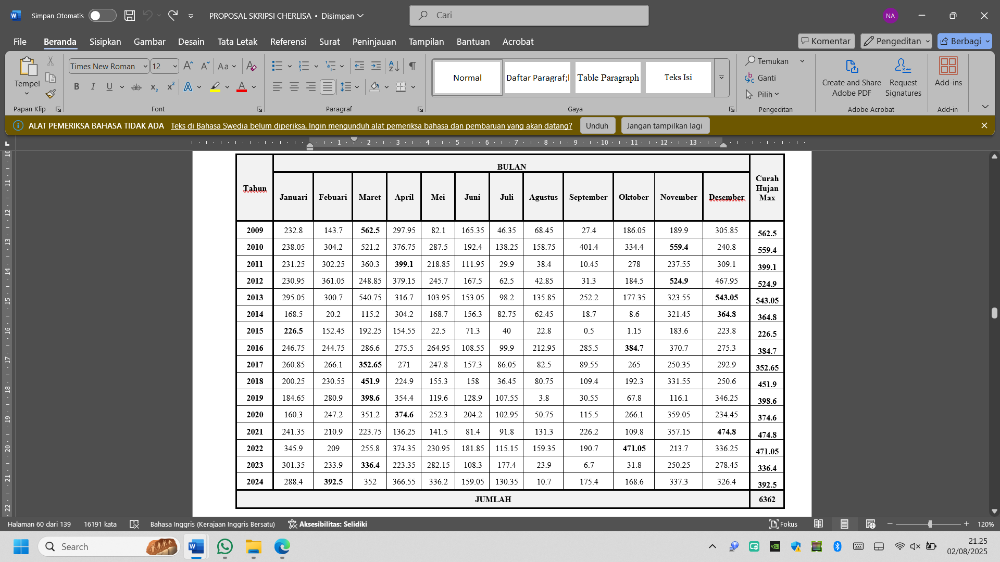 Simpan Otomatis PROPOSAL SKRIPSI CHERLISA • Disimpan Cari NA
File Beranda Sisipkan Gambar Desain Tata Letak Referensi Surat Peninjauan Tampilan Bantuan Acrobat Komentar Pengeditan Berbagi
Tempel
Papan Klip
Times New Roman 12
Font
Paragraf
Normal Daftar Paragraf; Table Paragraph Teks Isi
Gaya
Temukan
Ganti
Pilih
Pengeditan
Create and Share
Adobe PDF
Request
Signatures
Adobe Acrobat
Add-ins
Add-in
ALAT PEMERIKSA BAHASA TIDAK ADA Teks di Bahasa Swedia belum diperiksa. Ingin mengunduh alat pemeriksa bahasa dan pembaruan yang akan datang? Unduh Jangan tampilkan lagi
1 2 3 4 5 6 7 8 9 10 11 12 13
10
11
12
13
14
15
16
17
18
19
20
21
22
Tahun BULAN Curah Hujan Max
Januari Febuari Maret April Mei Juni Juli Agustus September Oktober November Desember
2009 232.8 143.7 562.5 297.95 82.1 165.35 46.35 68.45 27.4 186.05 189.9 305.85 562.5
2010 238.05 304.2 521.2 376.75 287.5 192.4 138.25 158.75 401.4 334.4 559.4 240.8 559.4
2011 231.25 302.25 360.3 399.1 218.85 111.95 29.9 38.4 10.45 278 237.55 309.1 399.1
2012 230.95 361.05 248.85 379.15 245.7 167.5 62.5 42.85 31.3 184.5 524.9 467.95 524.9
2013 295.05 300.7 540.75 316.7 103.95 153.05 98.2 135.85 252.2 177.35 323.55 543.05 543.05
2014 168.5 20.2 115.2 304.2 168.7 156.3 82.75 62.45 18.7 8.6 321.45 364.8 364.8
2015 226.5 152.45 192.25 154.55 22.5 71.3 40 22.8 0.5 1.15 183.6 223.8 226.5
2016 246.75 244.75 286.6 275.5 264.95 108.55 99.9 212.95 285.5 384.7 370.7 275.3 384.7
2017 260.85 266.1 352.65 271 247.8 157.3 86.05 82.5 89.55 265 250.35 292.9 352.65
2018 200.25 230.55 451.9 224.9 155.3 158 36.45 80.75 109.4 192.3 331.55 250.6 451.9
2019 184.65 280.9 398.6 354.4 119.6 128.9 107.55 3.8 30.55 67.8 116.1 346.25 398.6
2020 160.3 247.2 351.2 374.6 252.3 204.2 102.95 50.75 115.5 266.1 359.05 234.45 374.6
2021 241.35 210.9 223.75 136.25 141.5 81.4 91.8 131.3 226.2 109.8 357.15 474.8 474.8
2022 345.9 209 255.8 374.35 230.95 181.85 115.15 159.35 190.7 471.05 213.7 336.25 471.05
2023 301.35 233.9 336.4 223.35 282.15 108.3 177.4 23.9 6.7 31.8 250.25 278.45 336.4
2024 288.4 392.5 352 366.55 336.2 159.05 130.35 10.7 175.4 168.6 337.3 326.4 392.5
JUMLAH 6362
Halaman 60 dari 139 16191 kata Bahasa Inggris (Kerajaan Inggris Bersatu) Aksesibilitas: Selidiki Fokus 120%
Search 21.25
02/08/2025